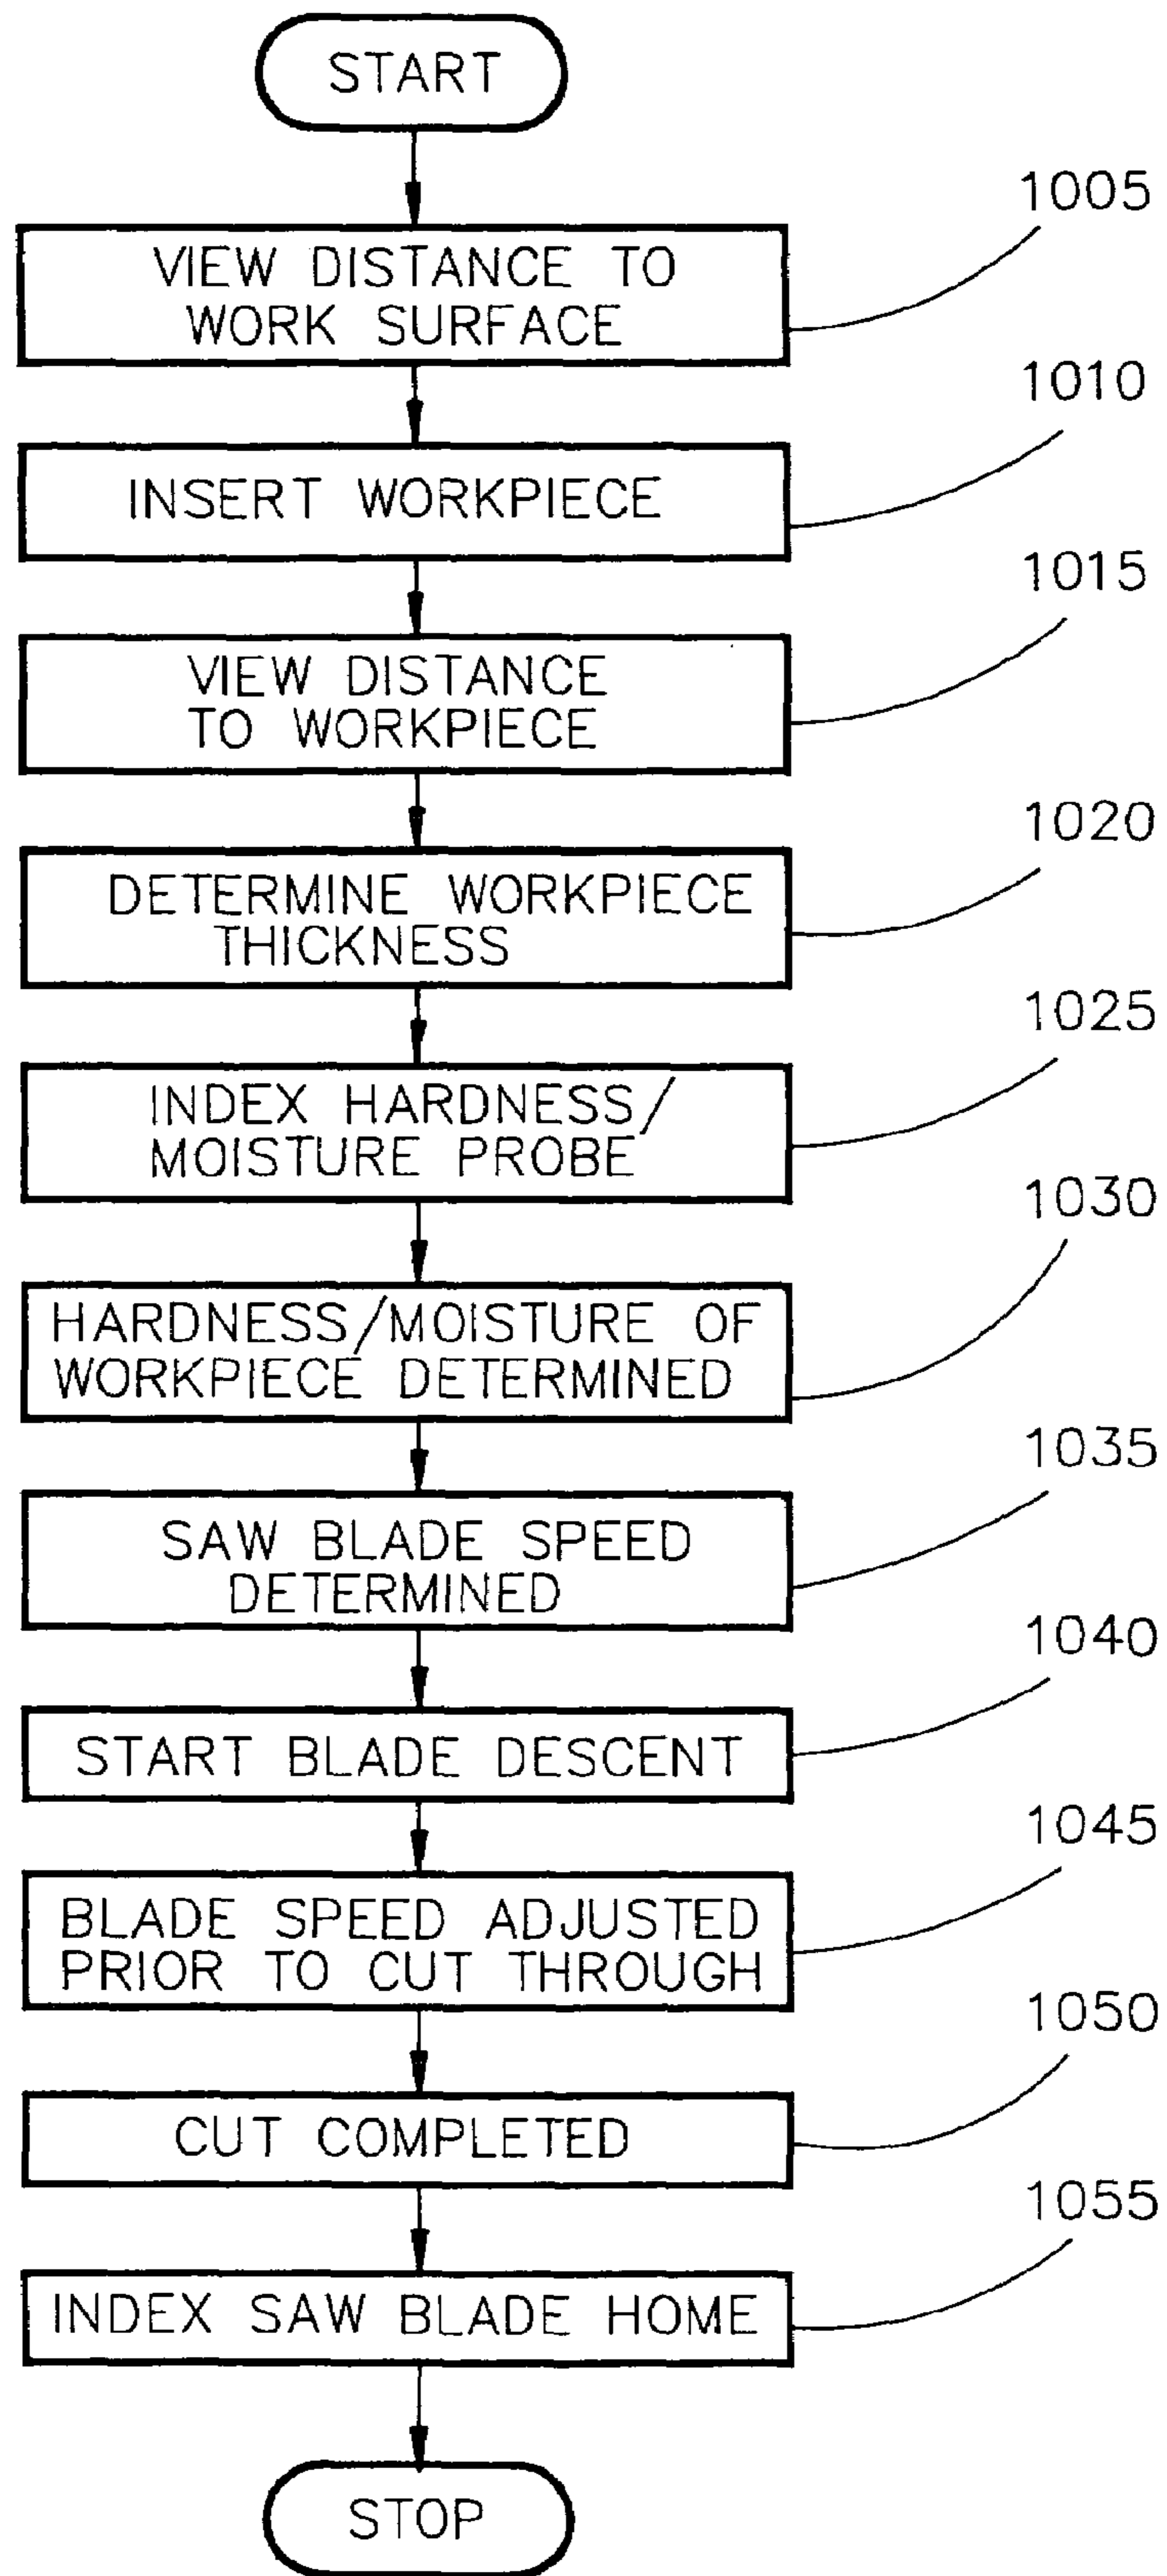 START
1005
VIEW DISTANCE TO
WORK SURFACE
1010
INSERT WORKPIECE
1015
VIEW DISTANCE
TO WORKPIECE
1020
DETERMINE WORKPIECE
THICKNESS
1025
INDEX HARDNESS/
MOISTURE PROBE
1030
HARDNESS/MOISTURE OF
WORKPIECE DETERMINED
1035
SAW BLADE SPEED
DETERMINED
1040
START BLADE DESCENT
1045
BLADE SPEED ADJUSTED
PRIOR TO CUT THROUGH
1050
CUT COMPLETED
1055
INDEX SAW BLADE HOME
STOP